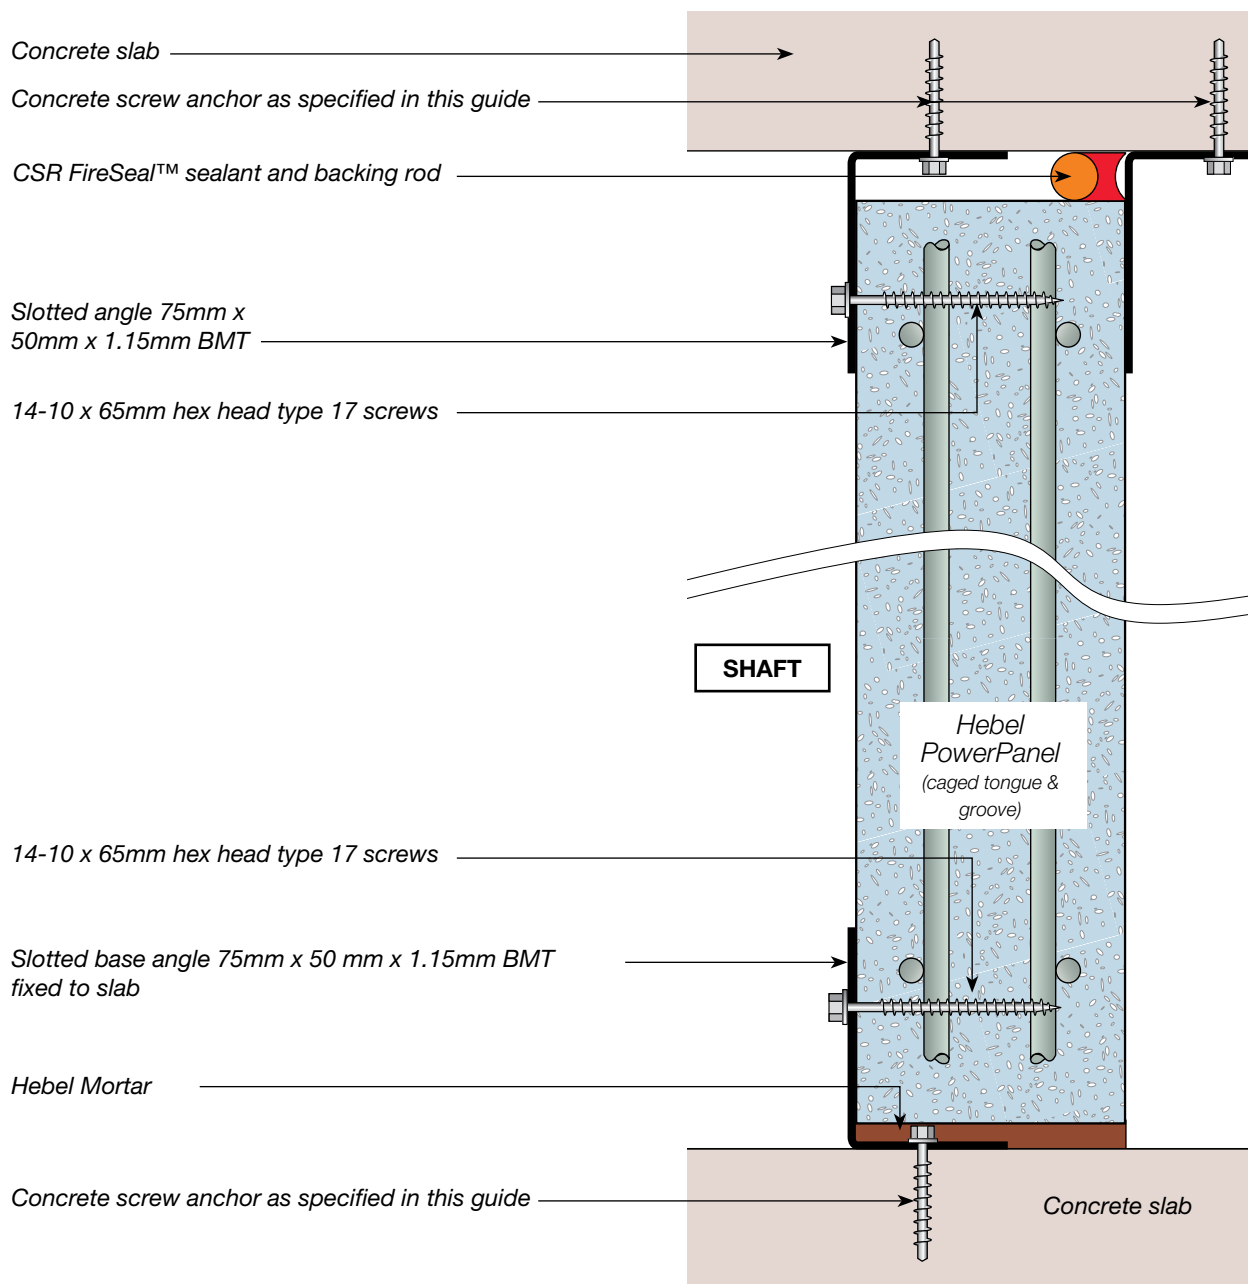 Concrete slab
Concrete screw anchor as specified in this guide
CSR FireSeal™ sealant and backing rod
Slotted angle 75mm x
50mm x 1.15mm BMT
14-10 x 65mm hex head type 17 screws
SHAFT
Hebel
PowerPanel
(caged tongue &
groove)
14-10 x 65mm hex head type 17 screws
Slotted base angle 75mm x 50 mm x 1.15mm BMT
fixed to slab
Hebel Mortar
Concrete screw anchor as specified in this guide
Concrete slab